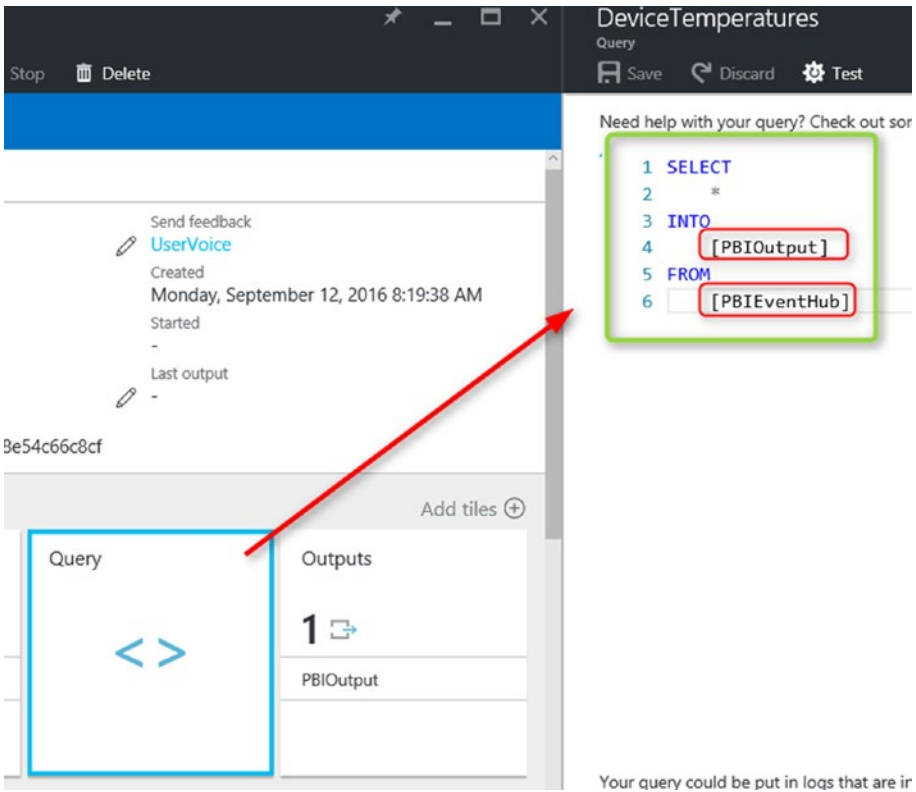 Stop Delete
Send feedback
UserVoice
Created
Monday, September 12, 2016 8:19:38 AM
Started
-
Last output
-
8e54c66c8cf
Add tiles
Query
< >
Outputs
1
PBIOutput
DeviceTemperatures
Query
Save Discard Test
Need help with your query? Check out
1 SELECT
2 *
3 INTO
4 [PBIOutput]
5 FROM
6 [PBIEventHub]
Your query could be put in logs that are